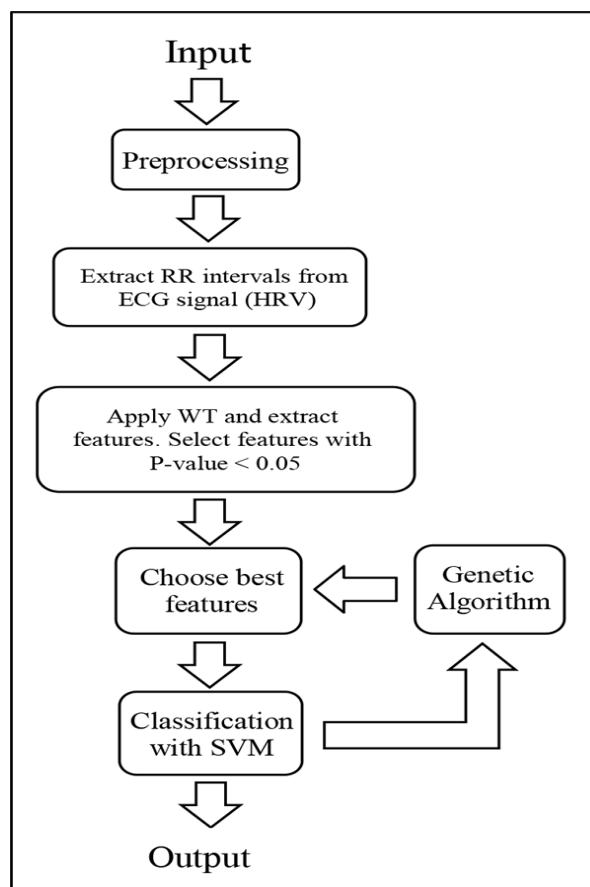 Input
Preprocessing
Extract RR intervals from
ECG signal (HRV)
Apply WT and extract
features. Select features with
P-value < 0.05
Choose best
features
Genetic
Algorithm
Classification
with SVM
Output